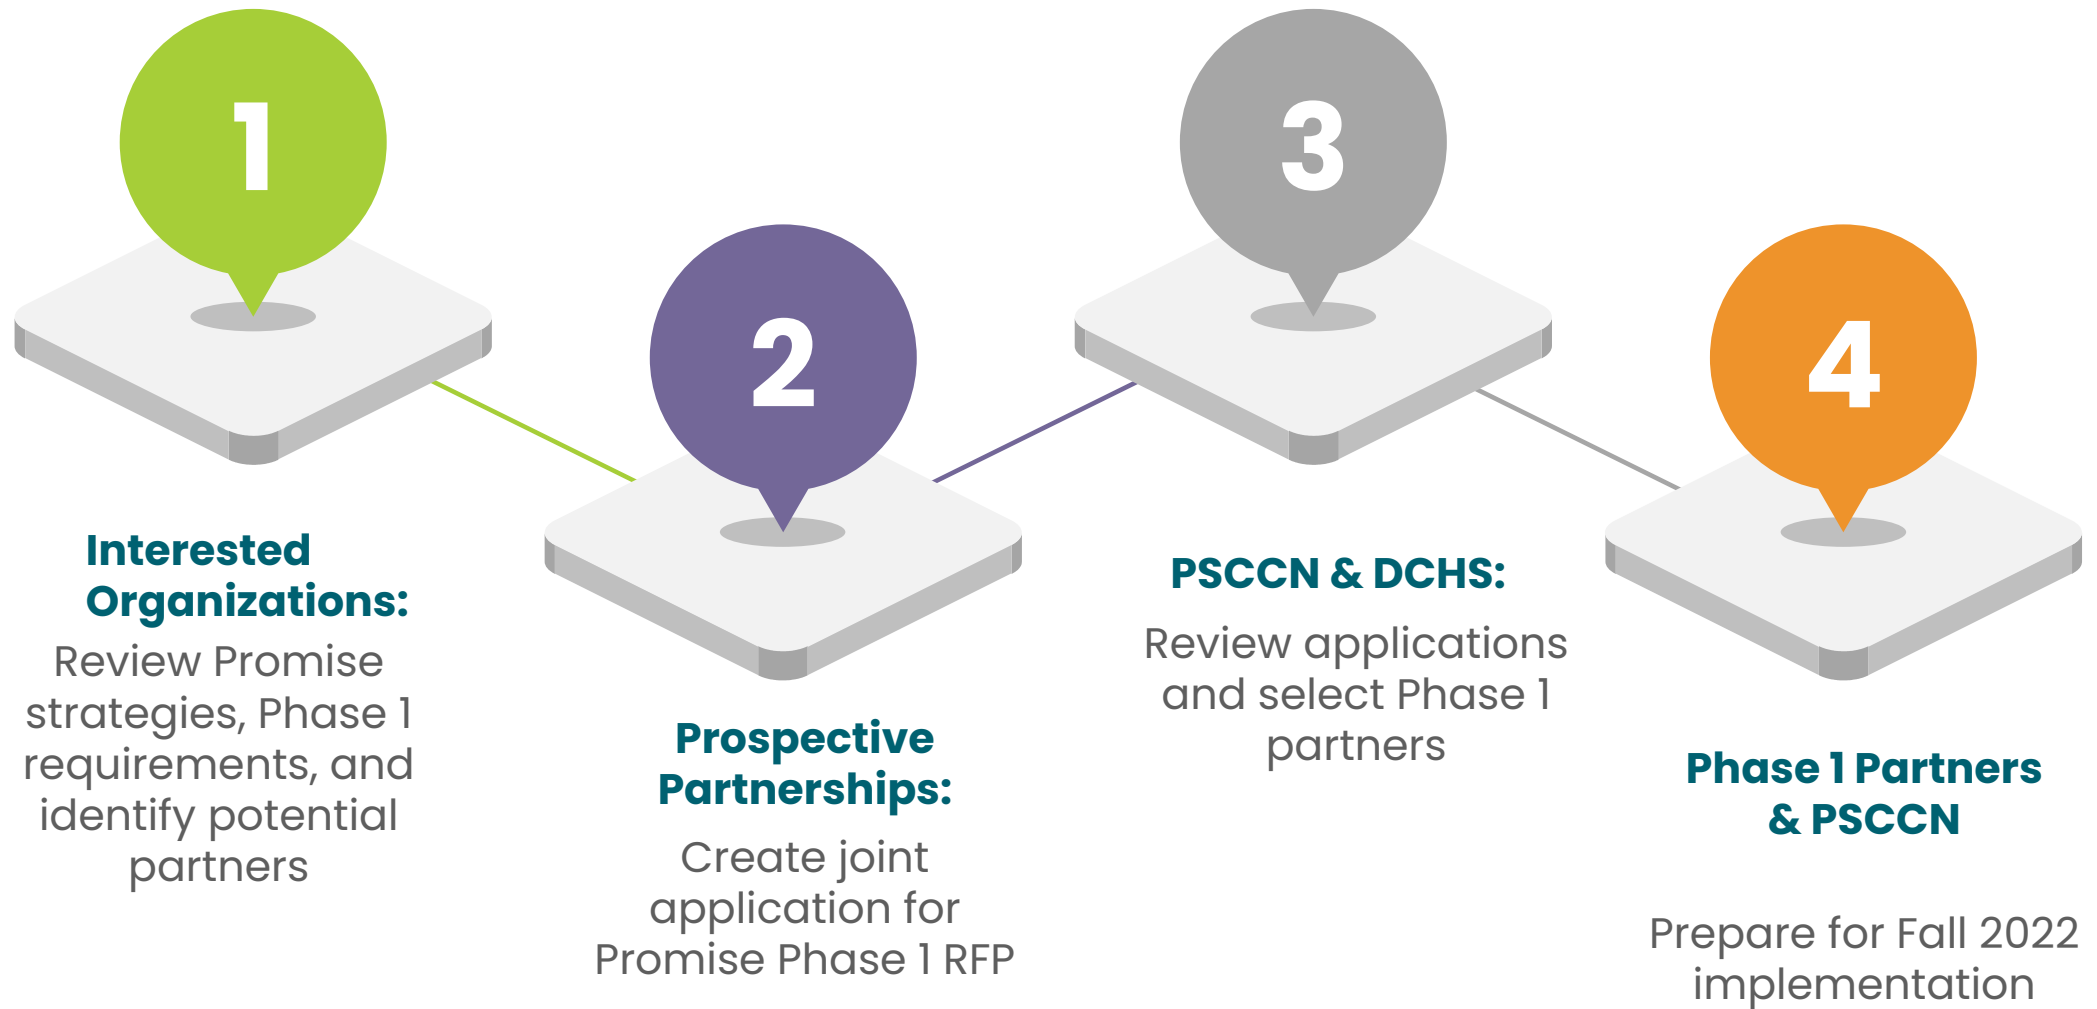 1
Interested
Organizations:
Review Promise
strategies, Phase 1
requirements, and
identify potential
partners
2
Prospective
Partnerships:
Create joint
application for
Promise Phase 1 RFP
3
PSCCN & DCHS:
Review applications
and select Phase 1
partners
4
Phase 1 Partners
& PSCCN
Prepare for Fall 2022
implementation